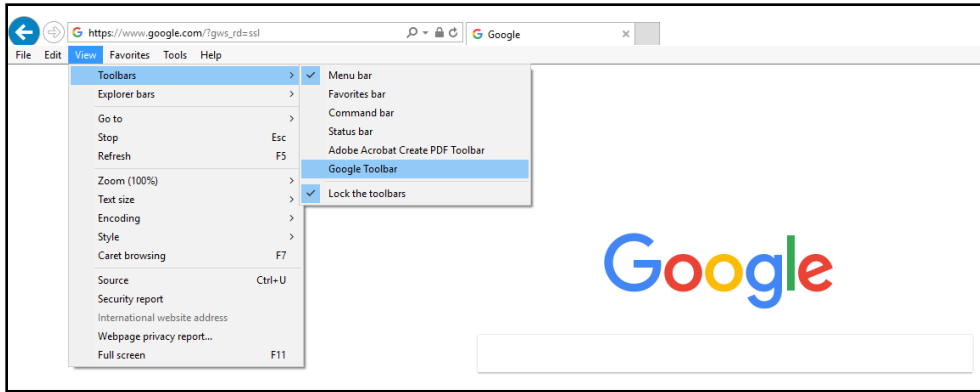 https://www.google.com/?gws_rd=ssl
Google
File Edit View Favorites Tools Help
Toolbars
Explorer bars
Go to
Stop Esc
Refresh F5
Zoom (100%)
Text size
Encoding
Style
Caret browsing F7
Source Ctrl+U
Security report
International website address
Webpage privacy report...
Full screen F11
Menu bar
Favorites bar
Command bar
Status bar
Adobe Acrobat Create PDF Toolbar
Google Toolbar
Lock the toolbars
Google